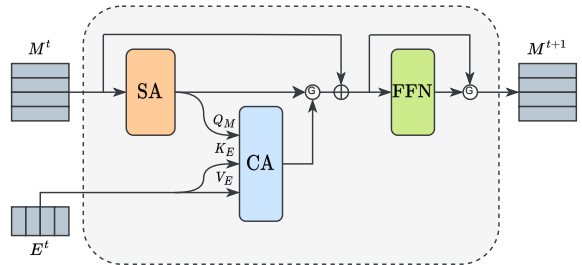 M^t
M^{t+1}
SA
G
FFN
G
Q_M
K_E
CA
V_E
E^t